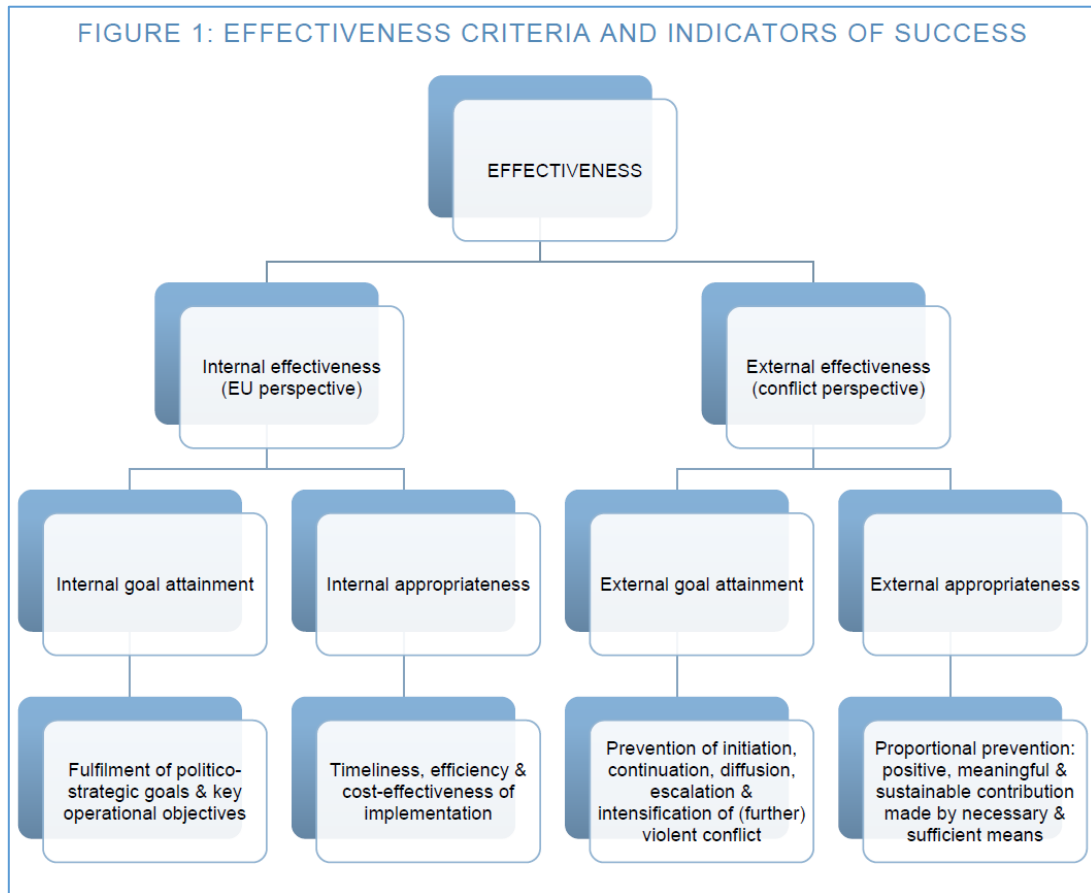 FIGURE 1: EFFECTIVENESS CRITERIA AND INDICATORS OF SUCCESS
EFFECTIVENESS
Internal effectiveness
(EU perspective)
External effectiveness
(conflict perspective)
Internal goal attainment
Internal appropriateness
External goal attainment
External appropriateness
Fulfilment of politico-
strategic goals & key
operational objectives
Timeliness, efficiency &
cost-effectiveness of
implementation
Prevention of initiation,
continuation, diffusion,
escalation &
intensification of (further)
violent conflict
Proportional prevention:
positive, meaningful &
sustainable contribution
made by necessary &
sufficient means